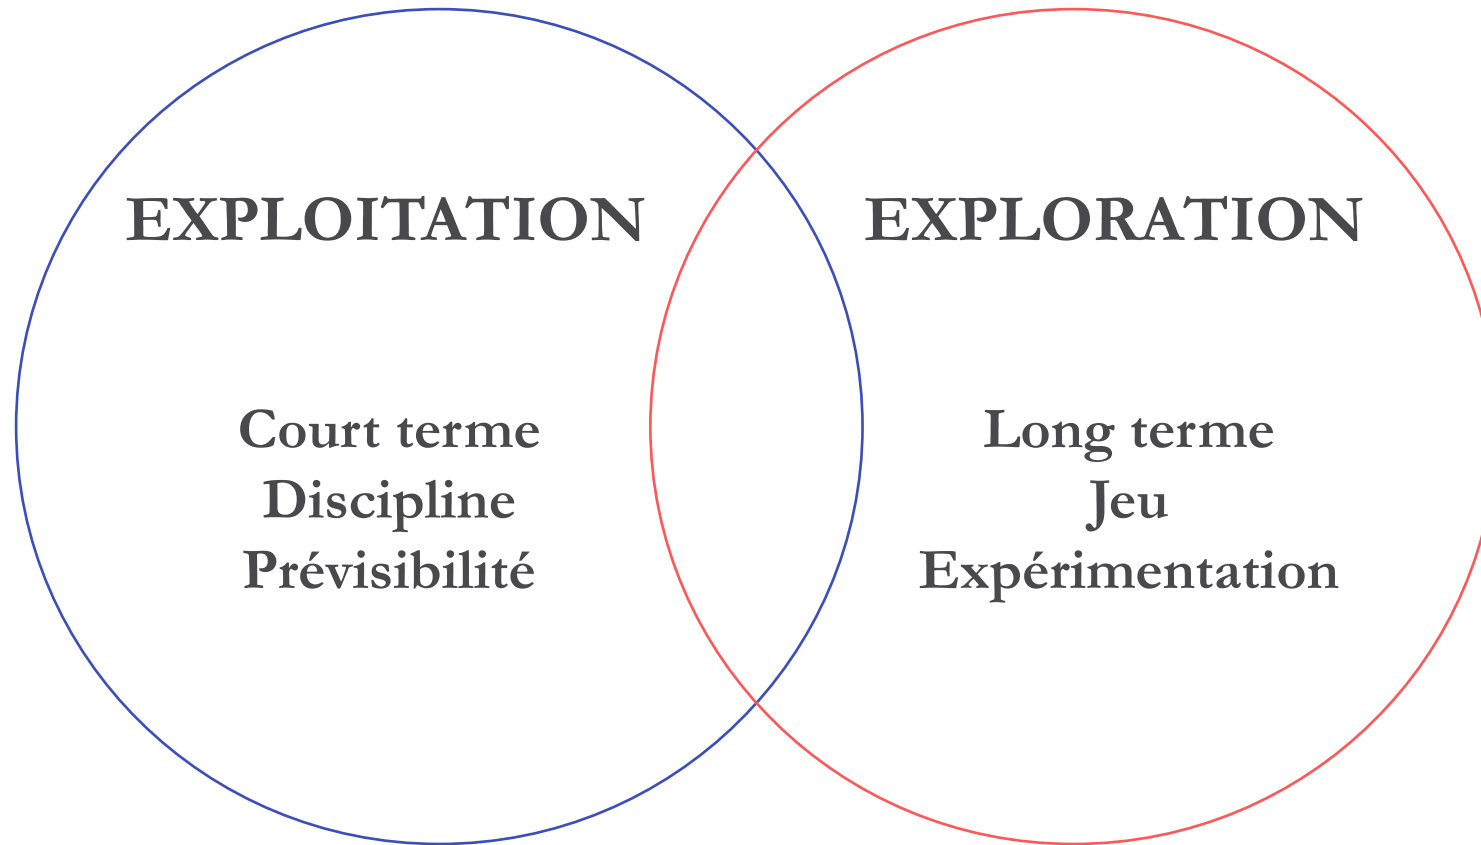 EXPLOITATION
Court terme
Discipline
Prévisibilité
EXPLORATION
Long terme
Jeu
Expérimentation